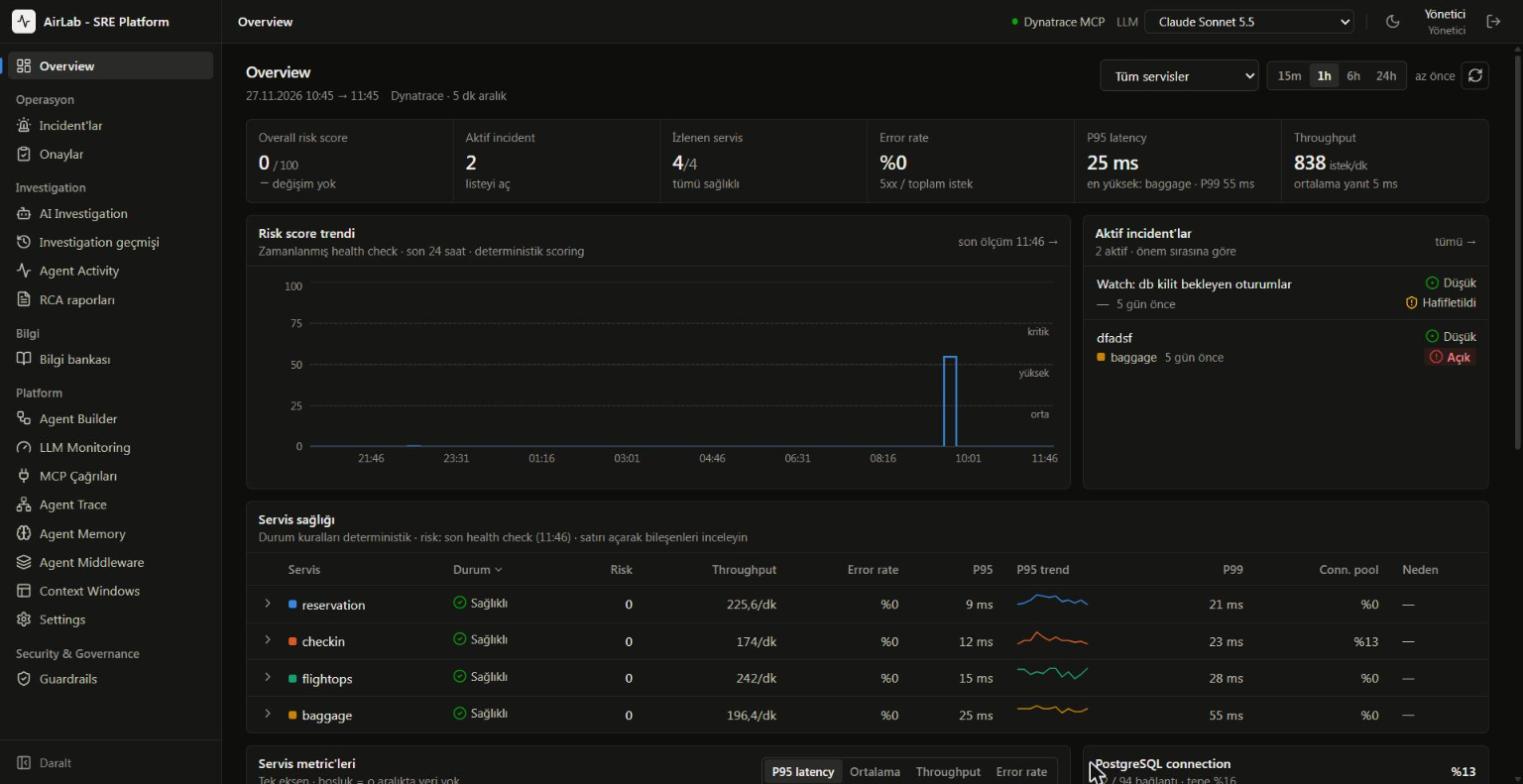 AirLab - SRE Platform
Overview
Dynatrace MCP LLM Claude Sonnet 5.5
Yönetici
Yönetici
Overview
Operasyon
Incident'lar
Onaylar
Investigation
AI Investigation
Investigation geçmişi
Agent Activity
RCA raporları
Bilgi
Bilgi bankası
Platform
Agent Builder
LLM Monitoring
MCP Çağrıları
Agent Trace
Agent Memory
Agent Middleware
Context Windows
Settings
Security & Governance
Guardrails
Daralt
Overview
27.11.2026 10:45 → 11:45 Dynatrace · 5 dk aralık
Tüm servisler 15m 1h 6h 24h az önce
Overall risk score
0 / 100
— değişim yok
Aktif incident
2
listeyi aç
İzlenen servis
4/4
tümü sağlıklı
Error rate
%0
5xx / toplam istek
P95 latency
25 ms
en yüksek: baggage · P99 55 ms
Throughput
838 istek/dk
ortalama yanıt 5 ms
Risk score trendi
Zamanlanmış health check · son 24 saat · deterministik scoring
son ölçüm 11:46 →
100
75
kritik
50
yüksek
25
orta
0
21:46 23:31 01:16 03:01 04:46 06:31 08:16 10:01 11:46
Aktif incident'lar
2 aktif · önem sırasına göre
tümü →
Watch: db kilit bekleyen oturumlar Düşük
— 5 gün önce Hafifletildi
dfadsf Düşük
baggage 5 gün önce Açık
Servis sağlığı
Durum kuralları deterministik · risk: son health check (11:46) · satırı açarak bileşenleri inceleyin
Servis Durum Risk Throughput Error rate P95 P95 trend P99 Conn. pool Neden
reservation Sağlıklı 0 225,6/dk %0 9 ms 21 ms %0 —
checkin Sağlıklı 0 174/dk %0 12 ms 23 ms %13 —
flightops Sağlıklı 0 242/dk %0 15 ms 28 ms %0 —
baggage Sağlıklı 0 196,4/dk %0 25 ms 55 ms %0 —
Servis metric'leri
Tek eksen · boşluk = o aralıkta veri yok
P95 latency Ortalama Throughput Error rate
PostgreSQL connection
/ 94 bağlantı · tepe %16
%13